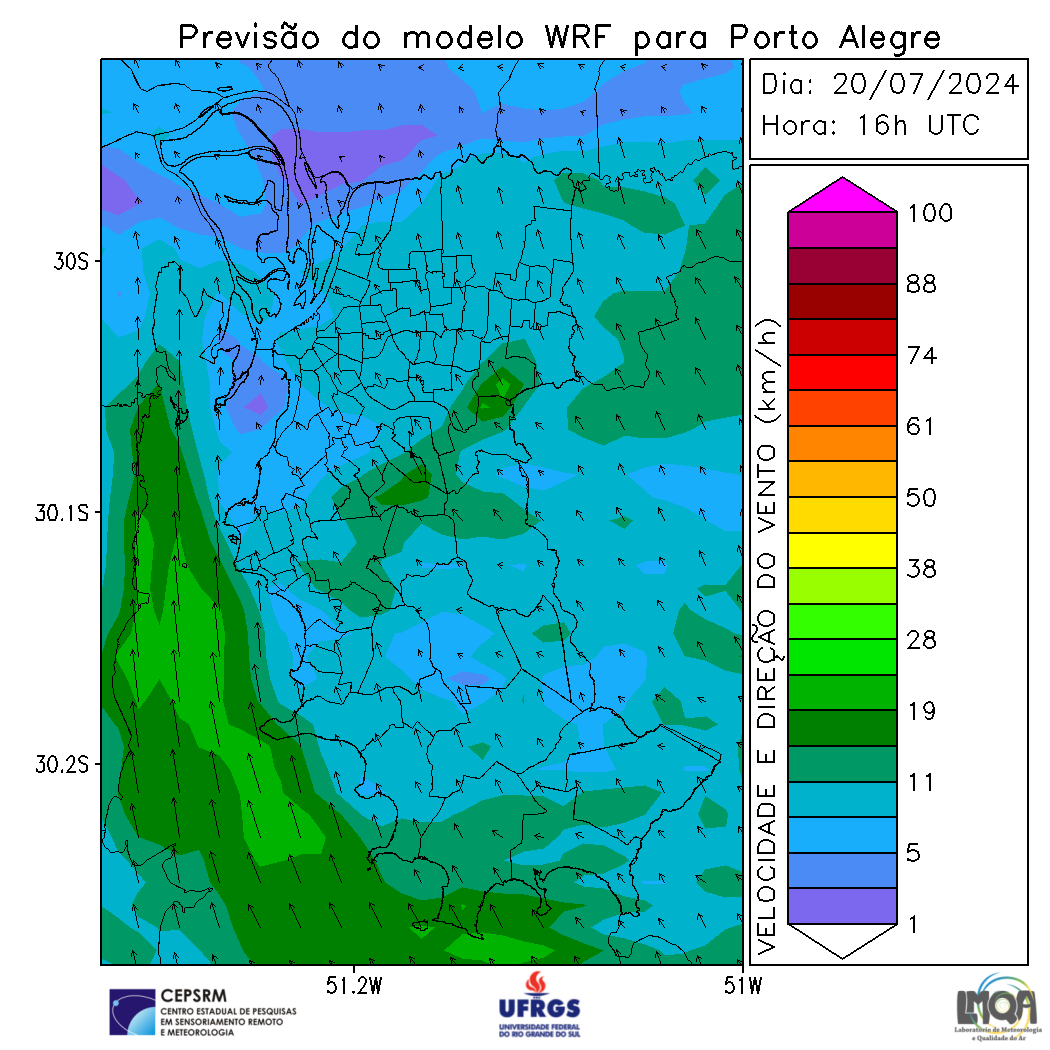 Previsão do modelo WRF para Porto Alegre
Dia: 20/07/2024
Hora: 16h UTC
30S
30.1S
30.2S
51.2W
51W
VELOCIDADE E DIREÇÃO DO VENTO (km/h)
100
88
74
61
50
38
28
19
11
5
1
CEPSRM
CENTRO ESTADUAL DE PESQUISAS
EM SENSORIAMENTO REMOTO
E METEOROLOGIA
UFRGS
UNIVERSIDADE FEDERAL
DO RIO GRANDE DO SUL
LMQA
Laboratório de Meteorologia
e Qualidade do Ar